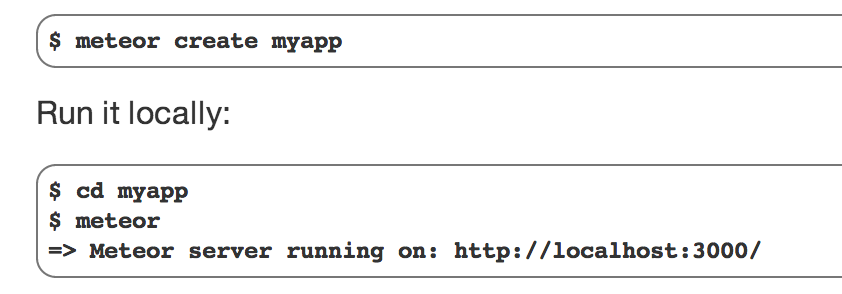 $ meteor create myapp
Run it locally:
$ cd myapp
$ meteor
=> Meteor server running on: http://localhost:3000/